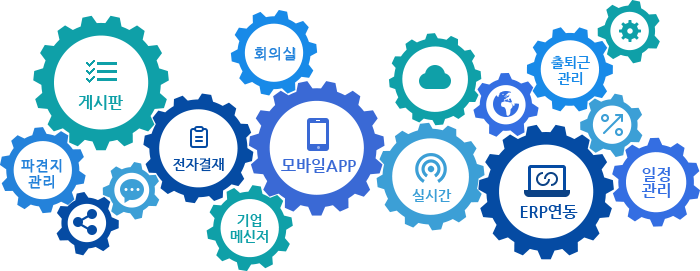 게시판
회의실
출퇴근
관리
파견지
관리
전자결재
모바일APP
실시간
ERP연동
일정
관리
기업
메신저